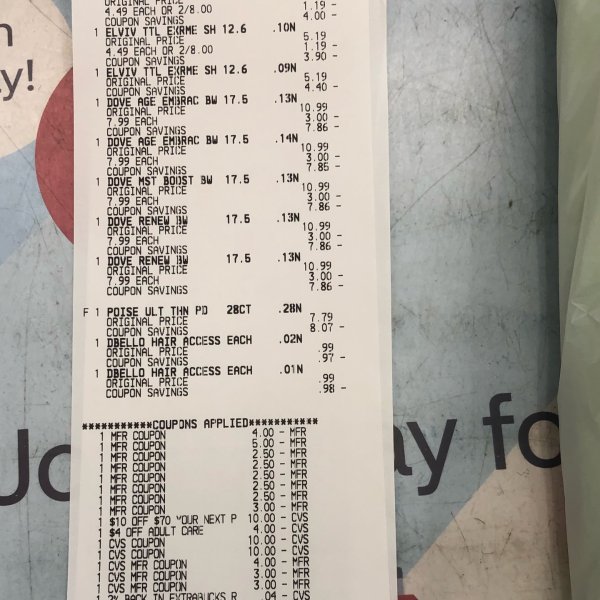 ORIGINAL PRICE 1.19 -
4.49 EACH OR 2/8.00
COUPON SAVINGS 4.00 -
1 ELVIV TTL EXRME SH 12.6 .10N
ORIGINAL PRICE 5.19
4.49 EACH OR 2/8.00 1.19 -
COUPON SAVINGS 3.90 -
1 ELVIV TTL EXRME SH 12.6 .09N
ORIGINAL PRICE 5.19
COUPON SAVINGS 4.40 -
1 DOVE AGE EMBRAC BW 17.5 .13N
ORIGINAL PRICE 10.99
7.99 EACH 3.00 -
COUPON SAVINGS 7.86 -
1 DOVE AGE EMBRAC BW 17.5 .14N
ORIGINAL PRICE 10.99
7.99 EACH 3.00 -
COUPON SAVINGS 7.85 -
1 DOVE MST BOOST BW 17.5 .13N
ORIGINAL PRICE 10.99
7.99 EACH 3.00 -
COUPON SAVINGS 7.86 -
1 DOVE RENEW BW 17.5 .13N
ORIGINAL PRICE 10.99
7.99 EACH 3.00 -
COUPON SAVINGS 7.86 -
1 DOVE RENEW BW 17.5 .13N
ORIGINAL PRICE 10.99
7.99 EACH 3.00 -
COUPON SAVINGS 7.86 -
F 1 POISE ULT THN PD 28CT .28N
ORIGINAL PRICE 7.79
COUPON SAVINGS 8.07 -
1 DBELLO HAIR ACCESS EACH .02N
ORIGINAL PRICE .99
COUPON SAVINGS .97 -
1 DBELLO HAIR ACCESS EACH .01N
ORIGINAL PRICE .99
COUPON SAVINGS .98 -
***********COUPONS APPLIED***********
1 MFR COUPON 4.00 - MFR
1 MFR COUPON 5.00 - MFR
1 MFR COUPON 2.50 - MFR
1 MFR COUPON 2.50 - MFR
1 MFR COUPON 2.50 - MFR
1 MFR COUPON 2.50 - MFR
1 MFR COUPON 3.00 - MFR
1 $10 OFF $70 YOUR NEXT P 10.00 - CVS
1 $4 OFF ADULT CARE 4.00 - CVS
1 CVS COUPON 10.00 - CVS
1 CVS COUPON 10.00 - CVS
1 CVS MFR COUPON 4.00 - MFR
1 CVS MFR COUPON 3.00 - MFR
1 CVS MFR COUPON 3.00 - MFR
1 2% BACK IN EXTRABUCKS R .04 - CVS
n
y!
Jo ay fo